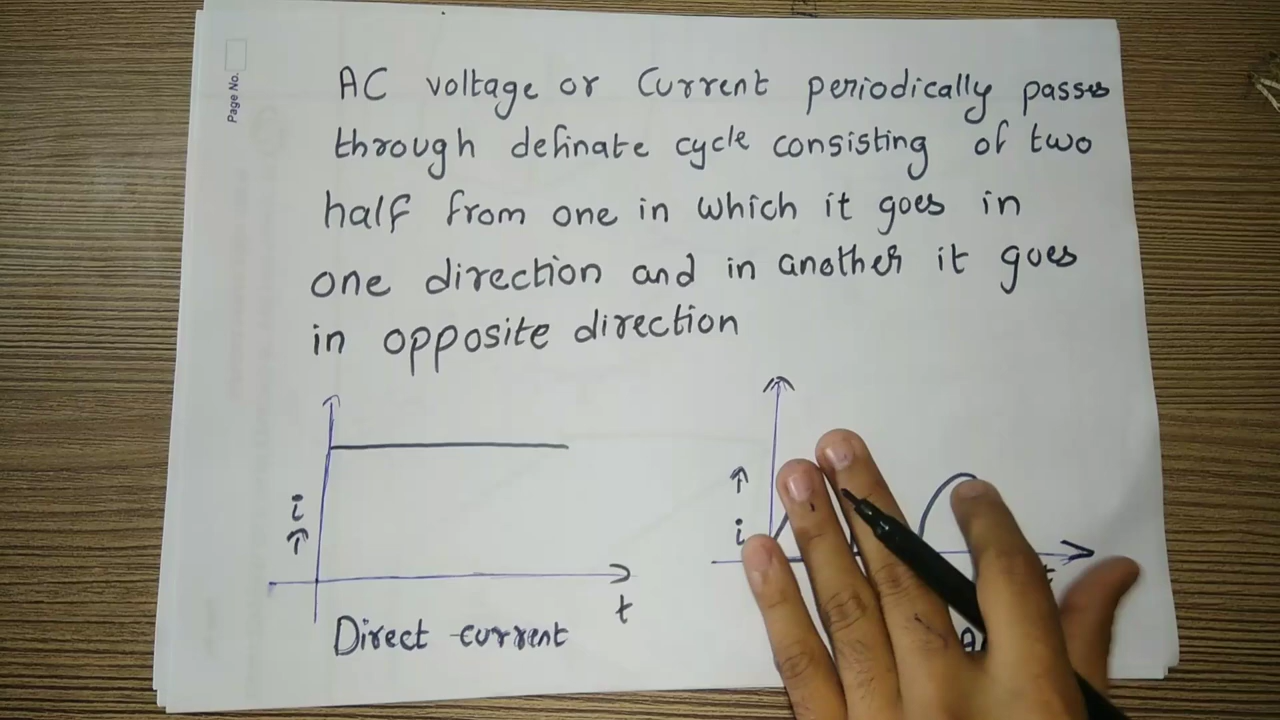 Page No.
AC voltage or Current periodically passes
through definate cycle consisting of two
half from one in which it goes in
one direction and in another it goes
in opposite direction
i
t
Direct current
i